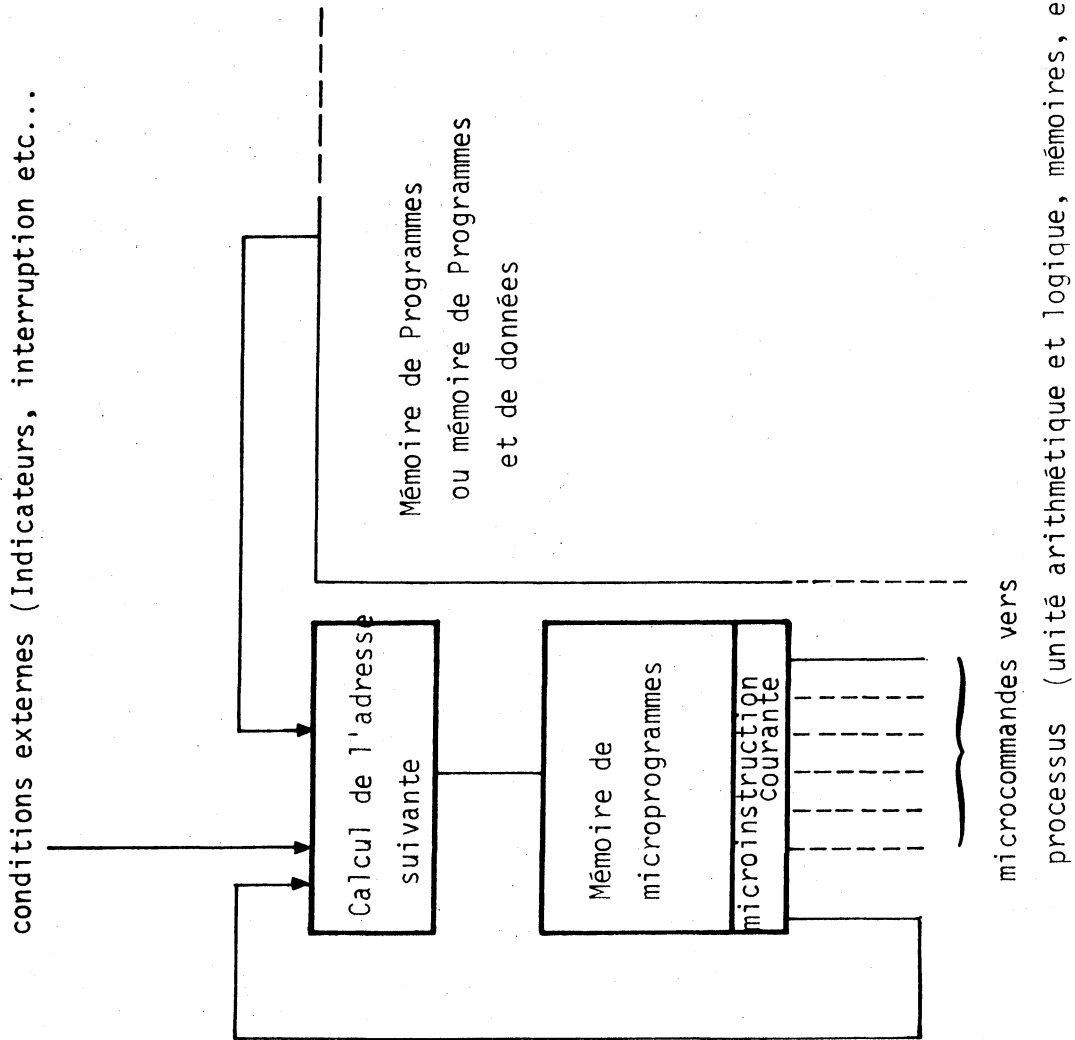 conditions externes (Indicateurs, interruption etc...
Mémoire de Programmes
ou mémoire de Programmes
et de données
Calcul de l'adresse
suivante
Mémoire de
microprogrammes
microinstruction
Courante
microcommandes vers
processus (unité arithmétique et logique, mémoires, e